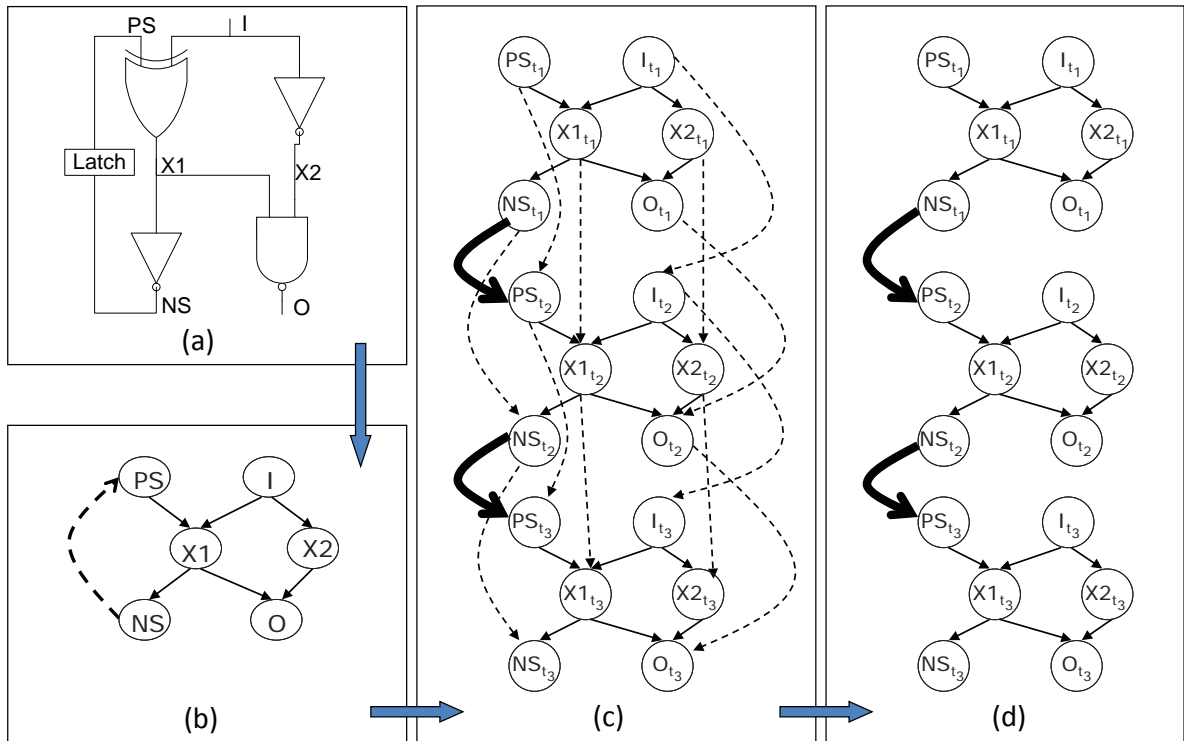 PS I
Latch X1 X2
NS O
(a)
PS I
X1 X2
NS O
(b)
PSt1 It1
X1t1 X2t1
NSt1 Ot1
PSt2 It2
X1t2 X2t2
NSt2 Ot2
PSt3 It3
X1t3 X2t3
NSt3 Ot3
(c)
PSt1 It1
X1t1 X2t1
NSt1 Ot1
PSt2 It2
X1t2 X2t2
NSt2 Ot2
PSt3 It3
X1t3 X2t3
NSt3 Ot3
(d)